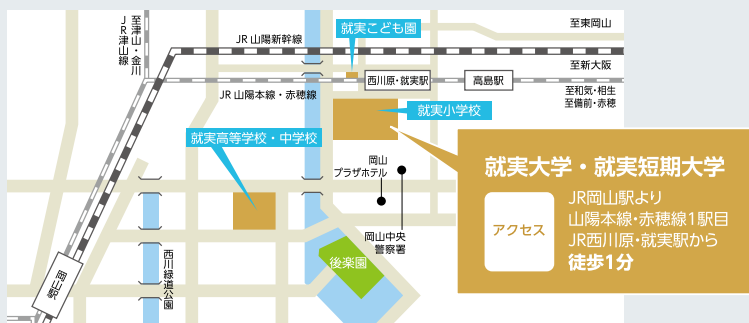 至津山・金川
JR津山線
JR山陽新幹線
就実こども園
至東岡山
至新大阪
西川原・就実駅
高島駅
JR山陽本線・赤穂線
至和気・相生
至備前・赤穂
就実小学校
就実高等学校・中学校
岡山
プラザホテル
岡山中央
警察署
西川緑道公園
後楽園
岡山駅
就実大学・就実短期大学
アクセス
JR岡山駅より
山陽本線・赤穂線1駅目
JR西川原・就実駅から
徒歩1分